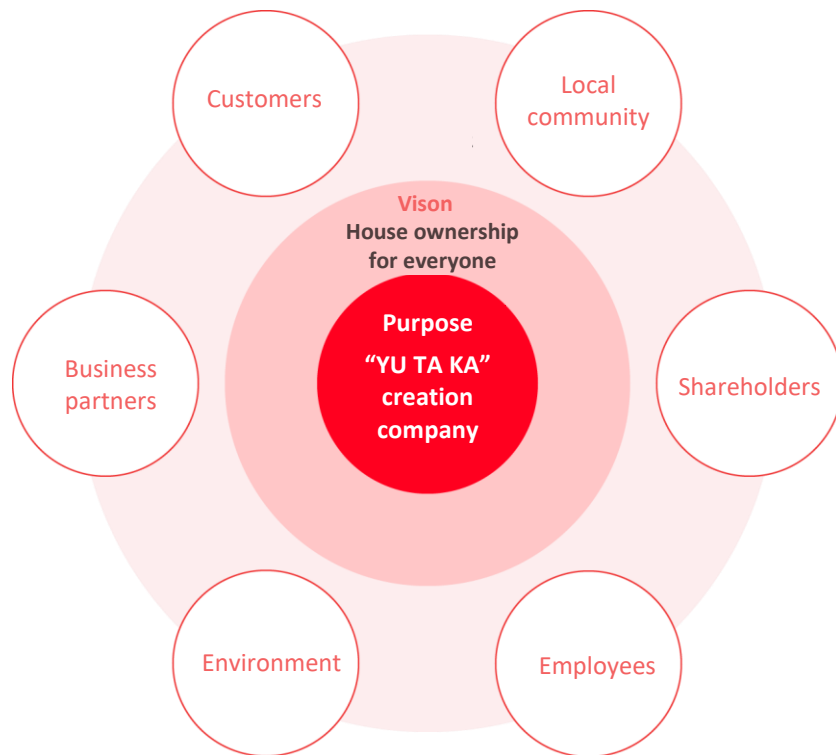 Customers
Local
community
Vison
House ownership
for everyone
Purpose
“YU TA KA”
creation
company
Business
partners
Shareholders
Environment
Employees